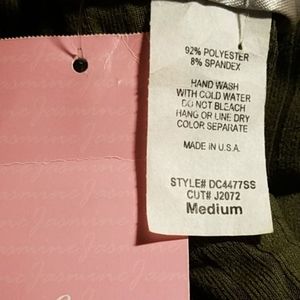 92% POLYESTER
8% SPANDEX
HAND WASH
WITH COLD WATER
DO NOT BLEACH
HANG OR LINE DRY
COLOR SEPARATE
MADE IN U.S.A.
STYLE# DC4477SS
CUT# J2072
Medium